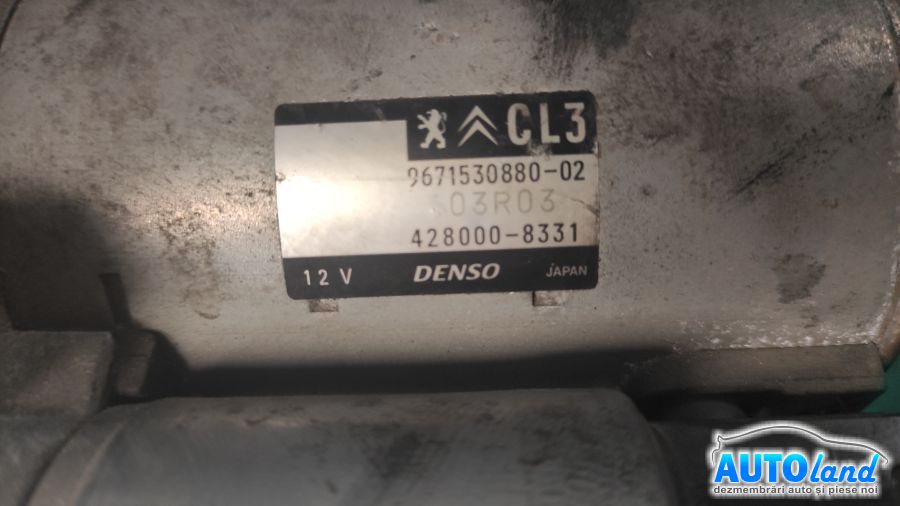 CL3
9671530880-02
03R03
428000-8331
12 V DENSO JAPAN
AUTOland
dezmembrări auto și piese noi